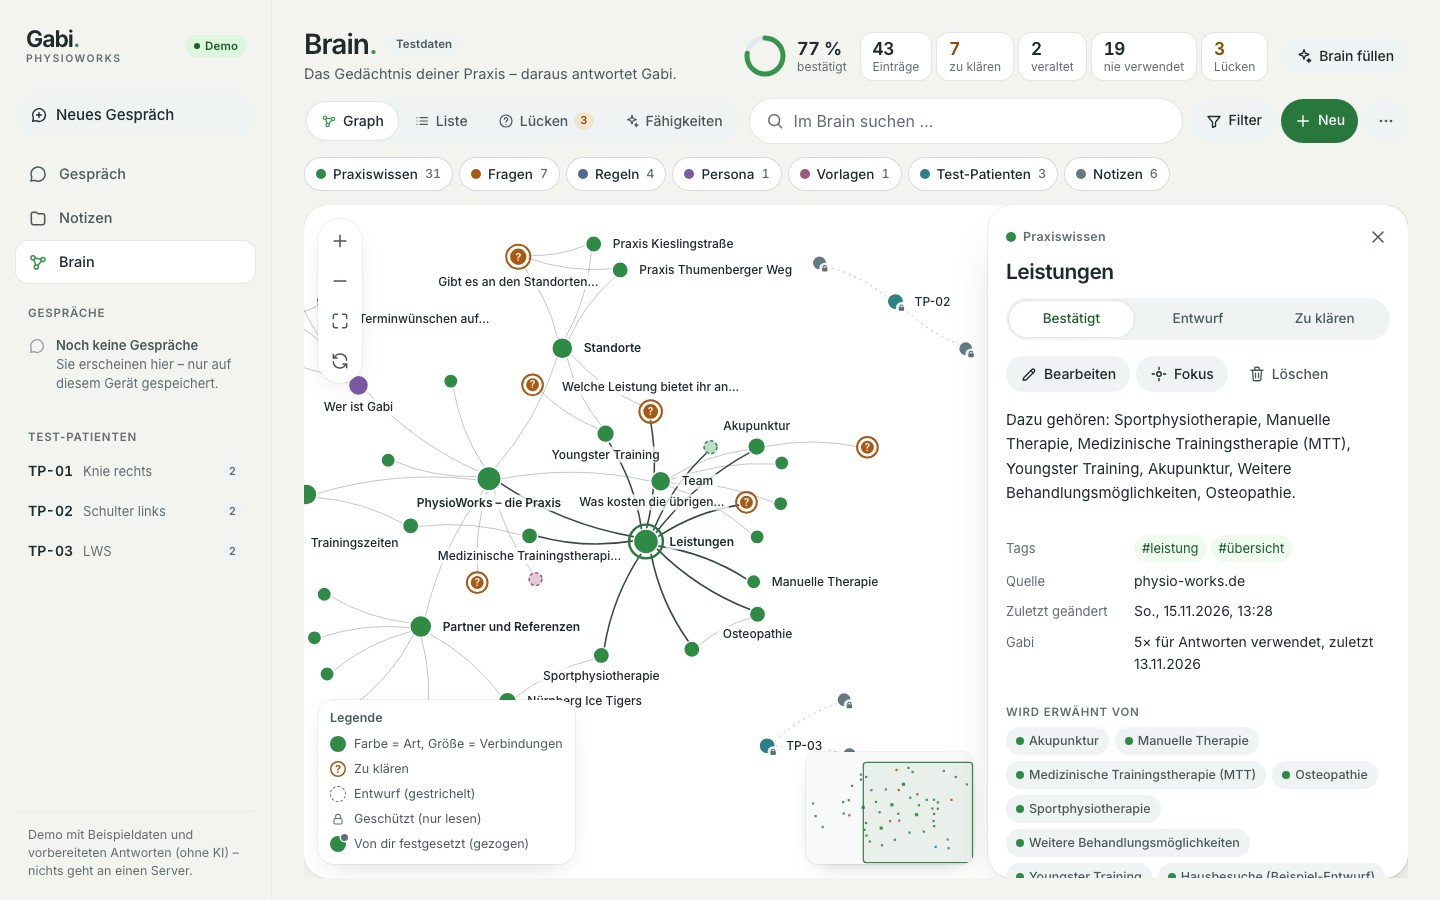 Gabi.
PHYSIOWORKS
Demo
Neues Gespräch
Gespräch
Notizen
Brain
GESPRÄCHE
Noch keine Gespräche
Sie erscheinen hier – nur auf
diesem Gerät gespeichert.
TEST-PATIENTEN
TP-01 Knie rechts 2
TP-02 Schulter links 2
TP-03 LWS 2
Demo mit Beispieldaten und
vorbereiteten Antworten (ohne KI) –
nichts geht an einen Server.
Brain. Testdaten
Das Gedächtnis deiner Praxis – daraus antwortet Gabi.
77 %
bestätigt
43
Einträge
7
zu klären
2
veraltet
19
nie verwendet
3
Lücken
Brain füllen
Graph
Liste
Lücken 3
Fähigkeiten
Im Brain suchen ...
Filter
Neu
Praxiswissen 31
Fragen 7
Regeln 4
Persona 1
Vorlagen 1
Test-Patienten 3
Notizen 6
Praxis Kieslingstraße
Praxis Thumenberger Weg
Gibt es an den Standorten...
TP-02
Terminwünschen auf...
Standorte
Welche Leistung bietet ihr an...
Wer ist Gabi
Akupunktur
Youngster Training
Team
PhysioWorks – die Praxis
Was kosten die übrigen...
Trainingszeiten
Leistungen
Medizinische Trainingstherapi...
Manuelle Therapie
Partner und Referenzen
Osteopathie
Sportphysiotherapie
Nürnberg Ice Tigers
TP-03
Legende
Farbe = Art, Größe = Verbindungen
? Zu klären
Entwurf (gestrichelt)
Geschützt (nur lesen)
Von dir festgesetzt (gezogen)
Praxiswissen
Leistungen
Bestätigt
Entwurf
Zu klären
Bearbeiten
Fokus
Löschen
Dazu gehören: Sportphysiotherapie, Manuelle
Therapie, Medizinische Trainingstherapie (MTT),
Youngster Training, Akupunktur, Weitere
Behandlungsmöglichkeiten, Osteopathie.
Tags #leistung #übersicht
Quelle physio-works.de
Zuletzt geändert So., 15.11.2026, 13:28
Gabi 5× für Antworten verwendet, zuletzt
13.11.2026
WIRD ERWÄHNT VON
Akupunktur
Manuelle Therapie
Medizinische Trainingstherapie (MTT)
Osteopathie
Sportphysiotherapie
Weitere Behandlungsmöglichkeiten
Youngster Training
Hausbesuche (Beispiel-Entwurf)